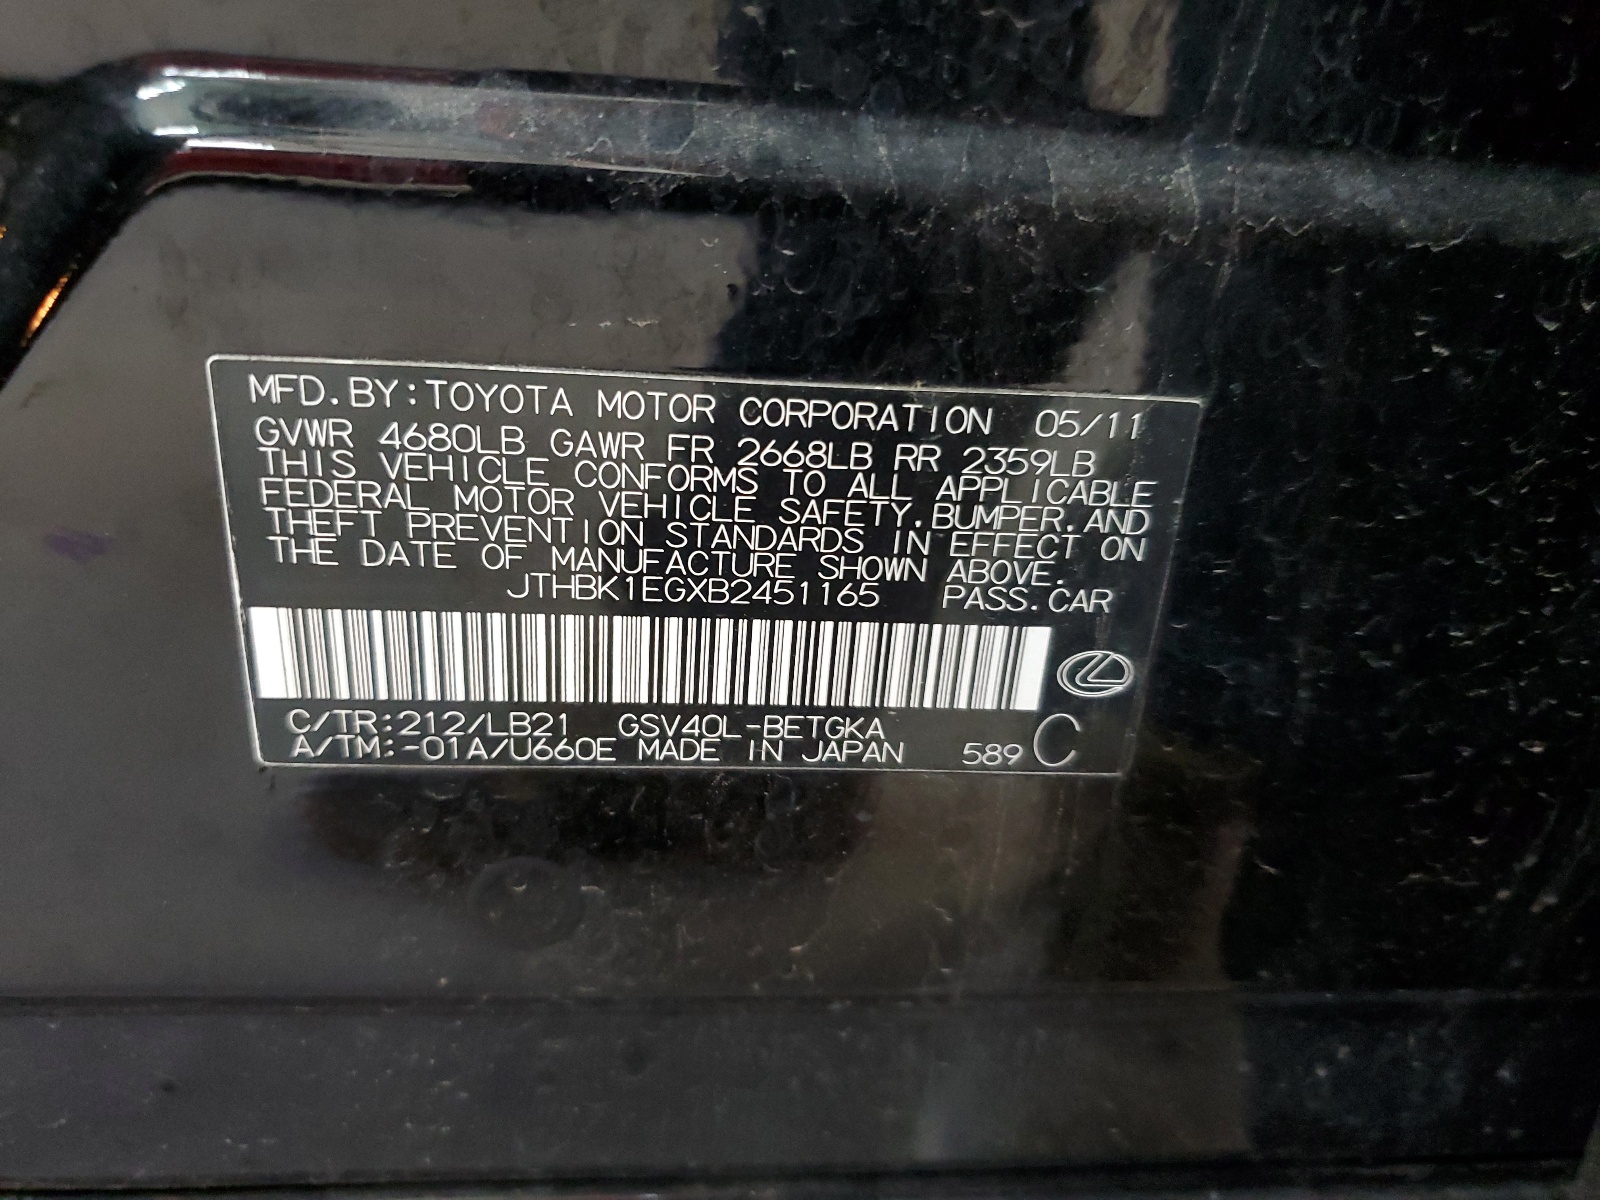 MFD. BY: TOYOTA MOTOR CORPORATION 05/11
GVWR 4680LB GAWR FR 2668LB RR 2359LB
THIS VEHICLE CONFORMS TO ALL APPLICABLE
FEDERAL MOTOR VEHICLE SAFETY, BUMPER, AND
THEFT PREVENTION STANDARDS IN EFFECT ON
THE DATE OF MANUFACTURE SHOWN ABOVE.
JTHBK1EGXB2451165 PASS. CAR
C/TR: 212/LB21 GSV40L-BETGKA
A/TM: -01A/U660E MADE IN JAPAN 589 C